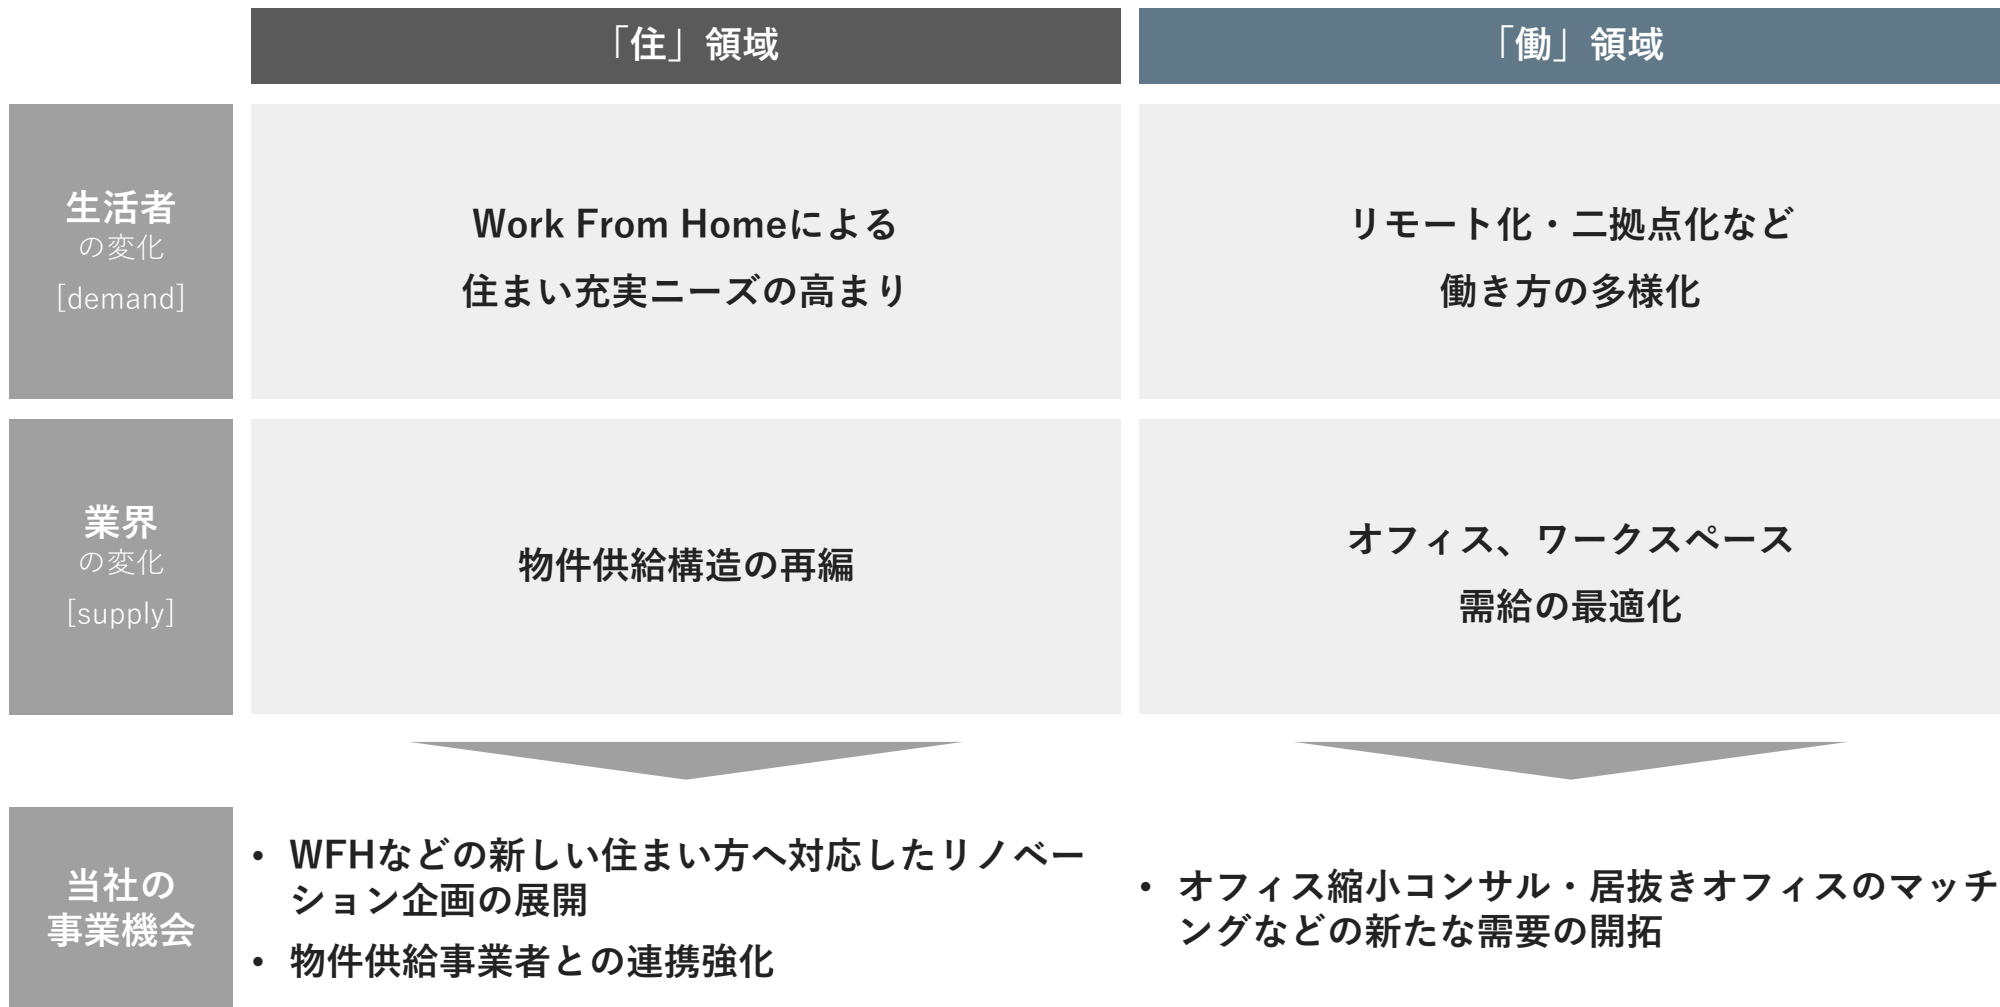 「住」領域
「働」領域
生活者
の変化
[demand]
Work From Homeによる
住まい充実ニーズの高まり
リモート化・二拠点化など
働き方の多様化
業界
の変化
[supply]
物件供給構造の再編
オフィス、ワークスペース
需給の最適化
当社の
事業機会
• WFHなどの新しい住まい方へ対応したリノベー
ション企画の展開
• 物件供給事業者との連携強化
• オフィス縮小コンサル・居抜きオフィスのマッチ
ングなどの新たな需要の開拓